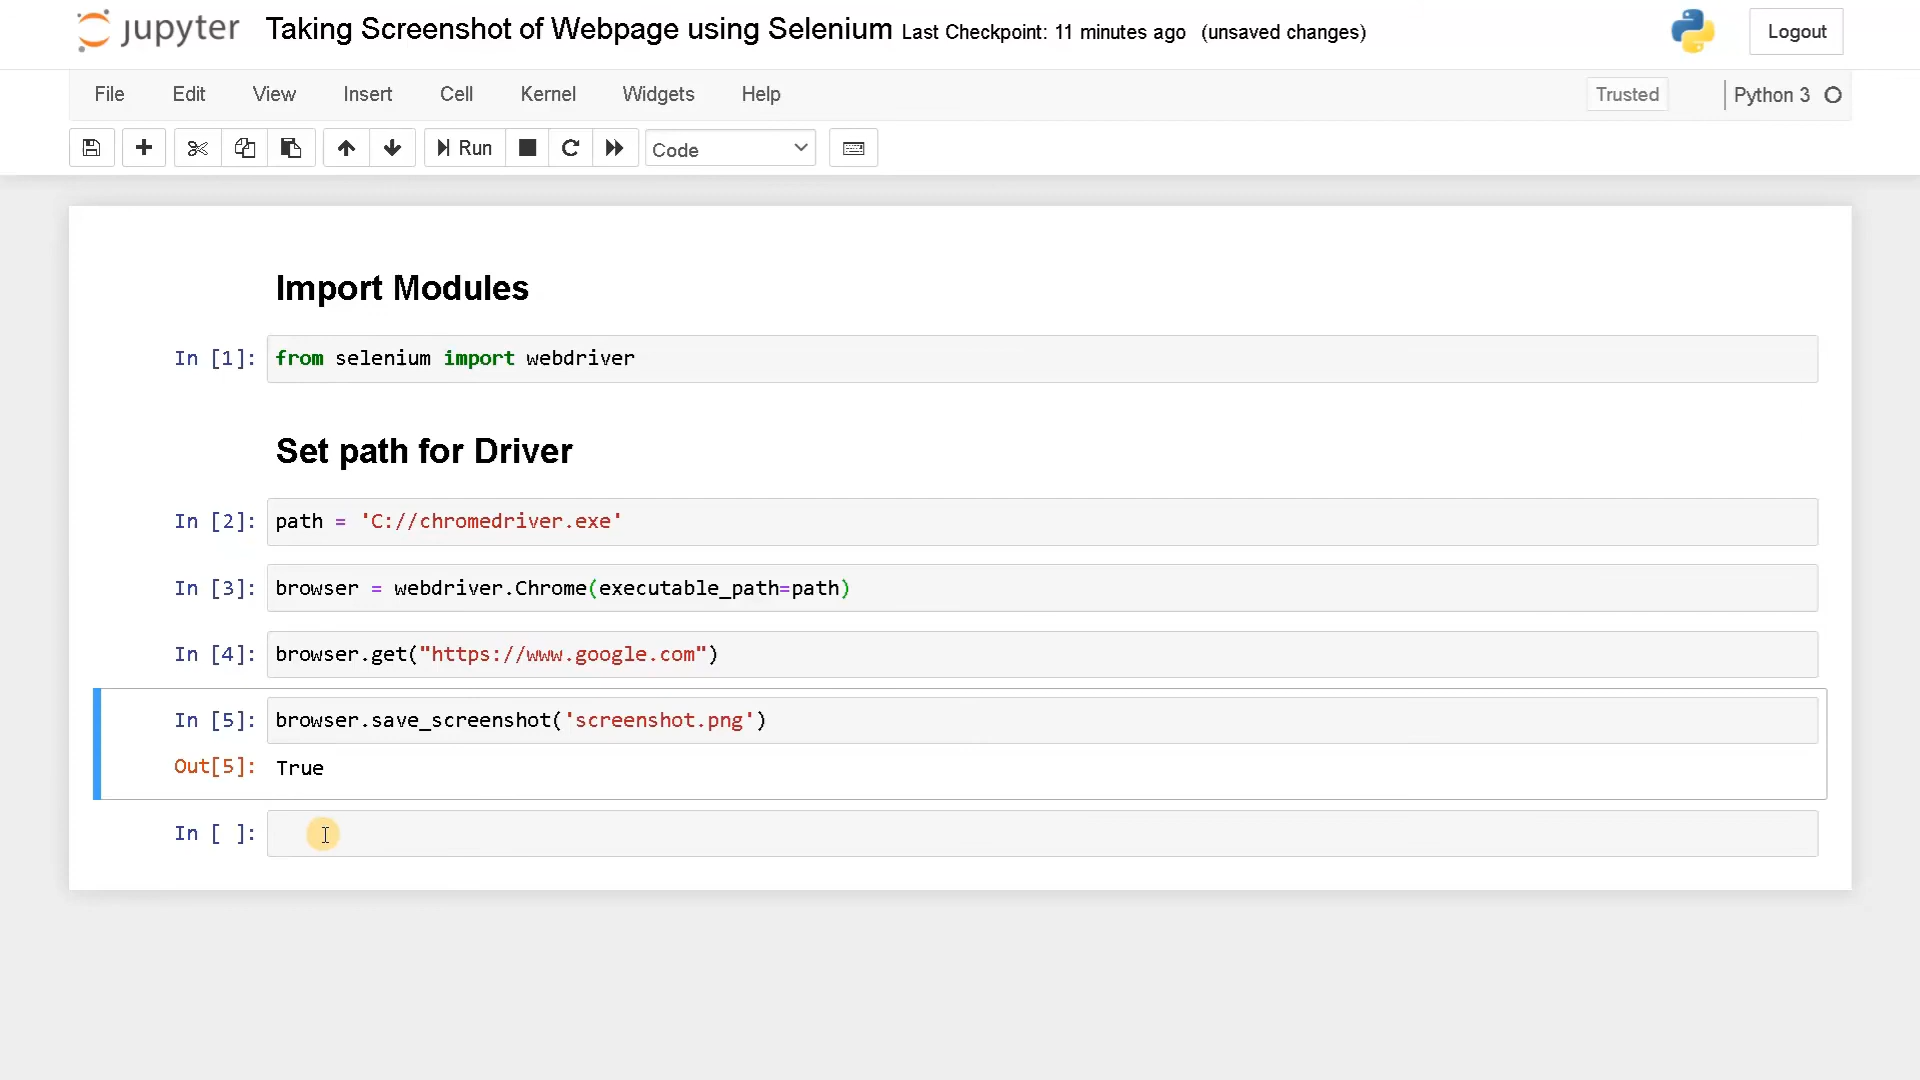 jupyter Taking Screenshot of Webpage using Selenium Last Checkpoint: 11 minutes ago (unsaved changes) Logout
File Edit View Insert Cell Kernel Widgets Help Trusted Python 3
Run Code
Import Modules
In [1]: from selenium import webdriver
Set path for Driver
In [2]: path = 'C://chromedriver.exe'
In [3]: browser = webdriver.Chrome(executable_path=path)
In [4]: browser.get("https://www.google.com")
In [5]: browser.save_screenshot('screenshot.png')
Out[5]: True
In [ ]: